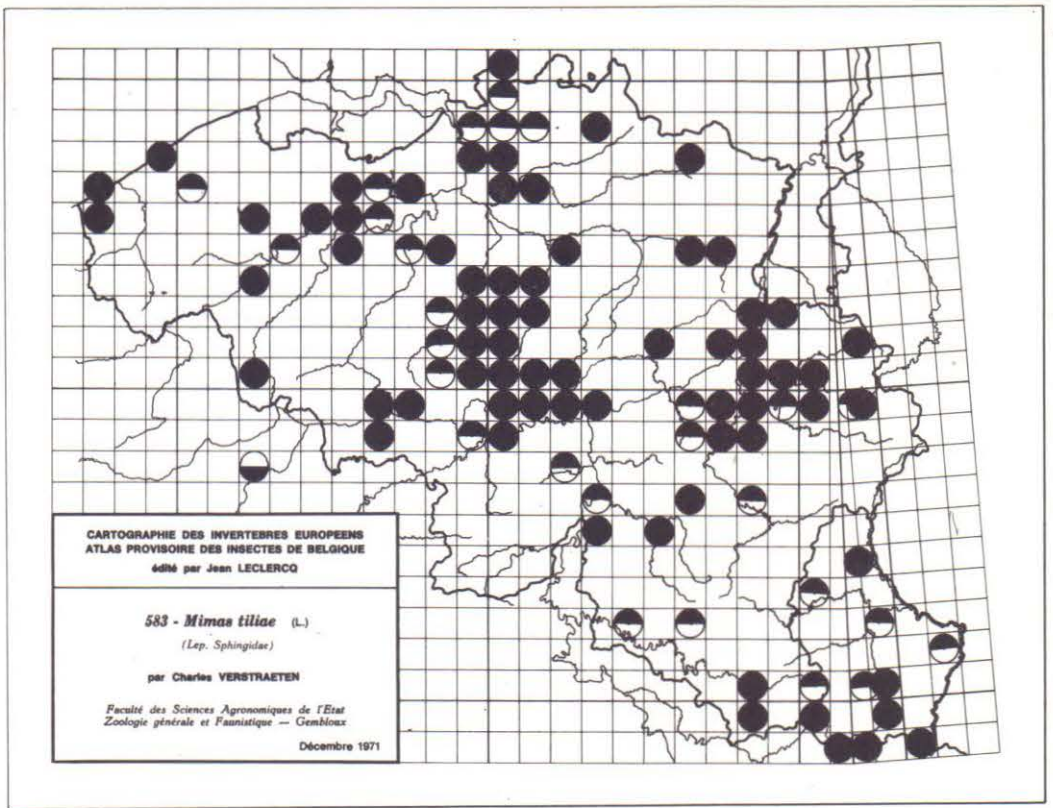 CARTOGRAPHIE DES INVERTEBRES EUROPEENS
ATLAS PROVISOIRE DES INSECTES DE BELGIQUE
édité par Jean LECLERCQ
583 - Mimas tiliae (L.)
(Lep. Sphingidae)
par Charles VERSTRAETEN
Faculté des Sciences Agronomiques de l'Etat
Zoologie générale et Faunistique — Gembloux
Décembre 1971